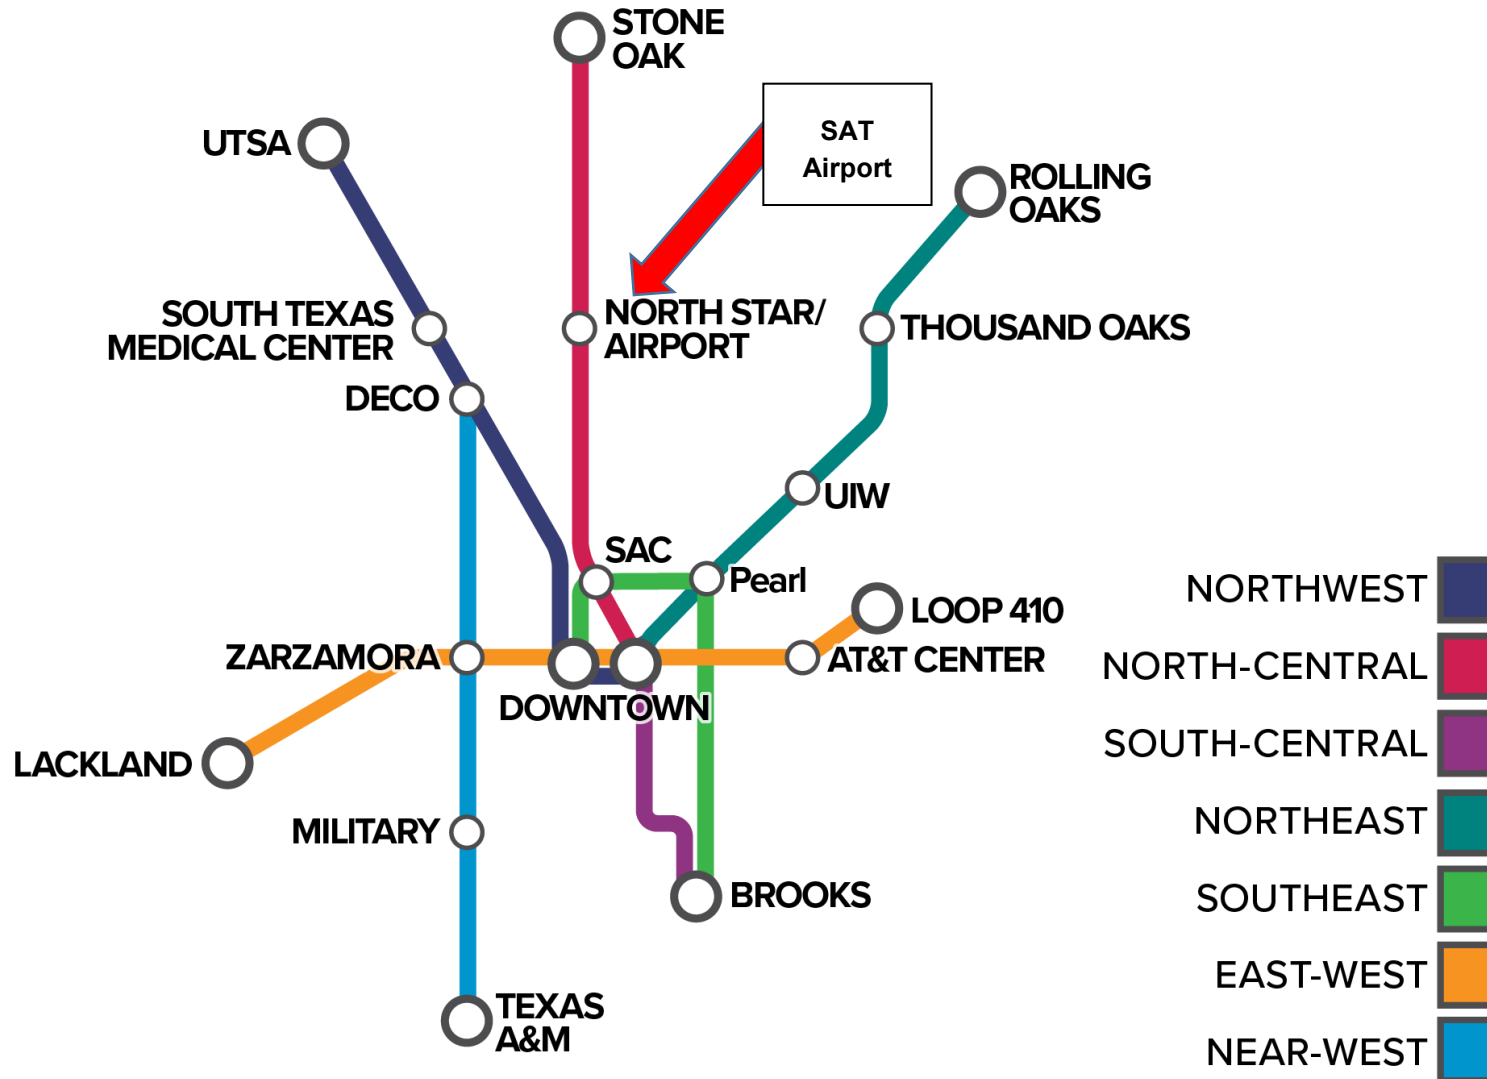 STONE
OAK
UTSA
SAT
Airport
ROLLING
OAKS
SOUTH TEXAS
MEDICAL CENTER
NORTH STAR/
AIRPORT
THOUSAND OAKS
DECO
UIW
SAC
Pearl
LOOP 410
ZARZAMORA
AT&T CENTER
DOWNTOWN
LACKLAND
MILITARY
BROOKS
TEXAS
A&M
NORTHWEST
NORTH-CENTRAL
SOUTH-CENTRAL
NORTHEAST
SOUTHEAST
EAST-WEST
NEAR-WEST